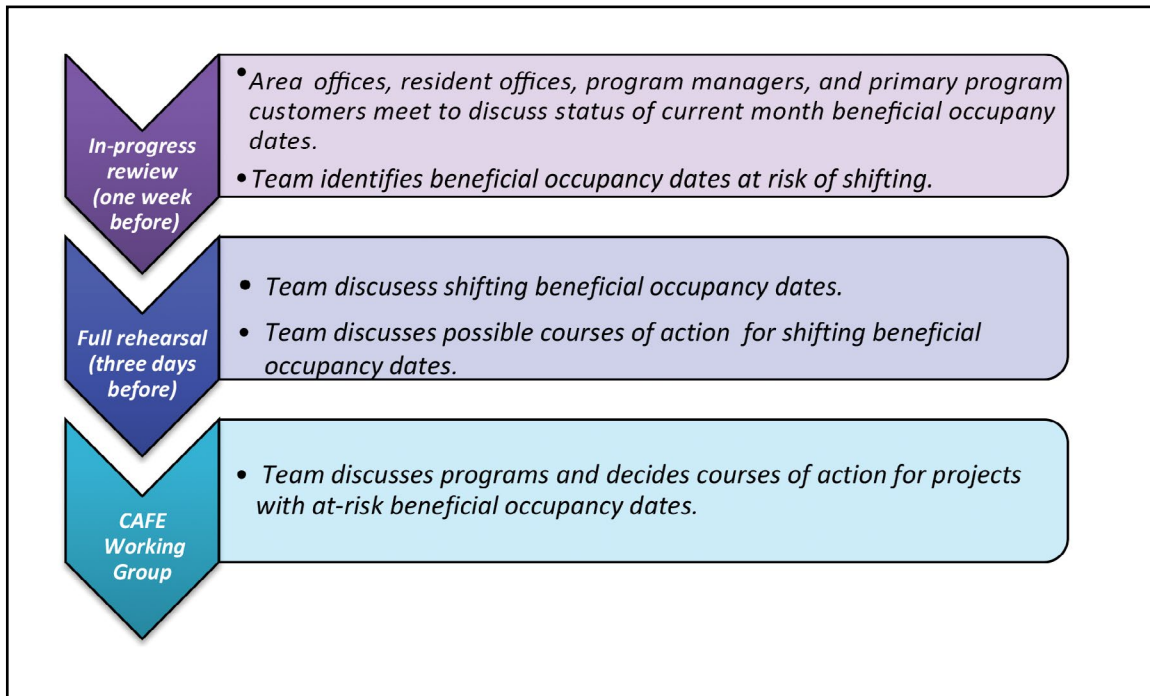 In-progress
rewiew
(one week
before)
• Area offices, resident offices, program managers, and primary program
customers meet to discuss status of current month beneficial occupany
dates.
• Team identifies beneficial occupancy dates at risk of shifting.
Full rehearsal
(three days
before)
• Team discusess shifting beneficial occupancy dates.
• Team discusses possible courses of action for shifting beneficial
occupancy dates.
CAFE
Working
Group
• Team discusses programs and decides courses of action for projects
with at-risk beneficial occupancy dates.